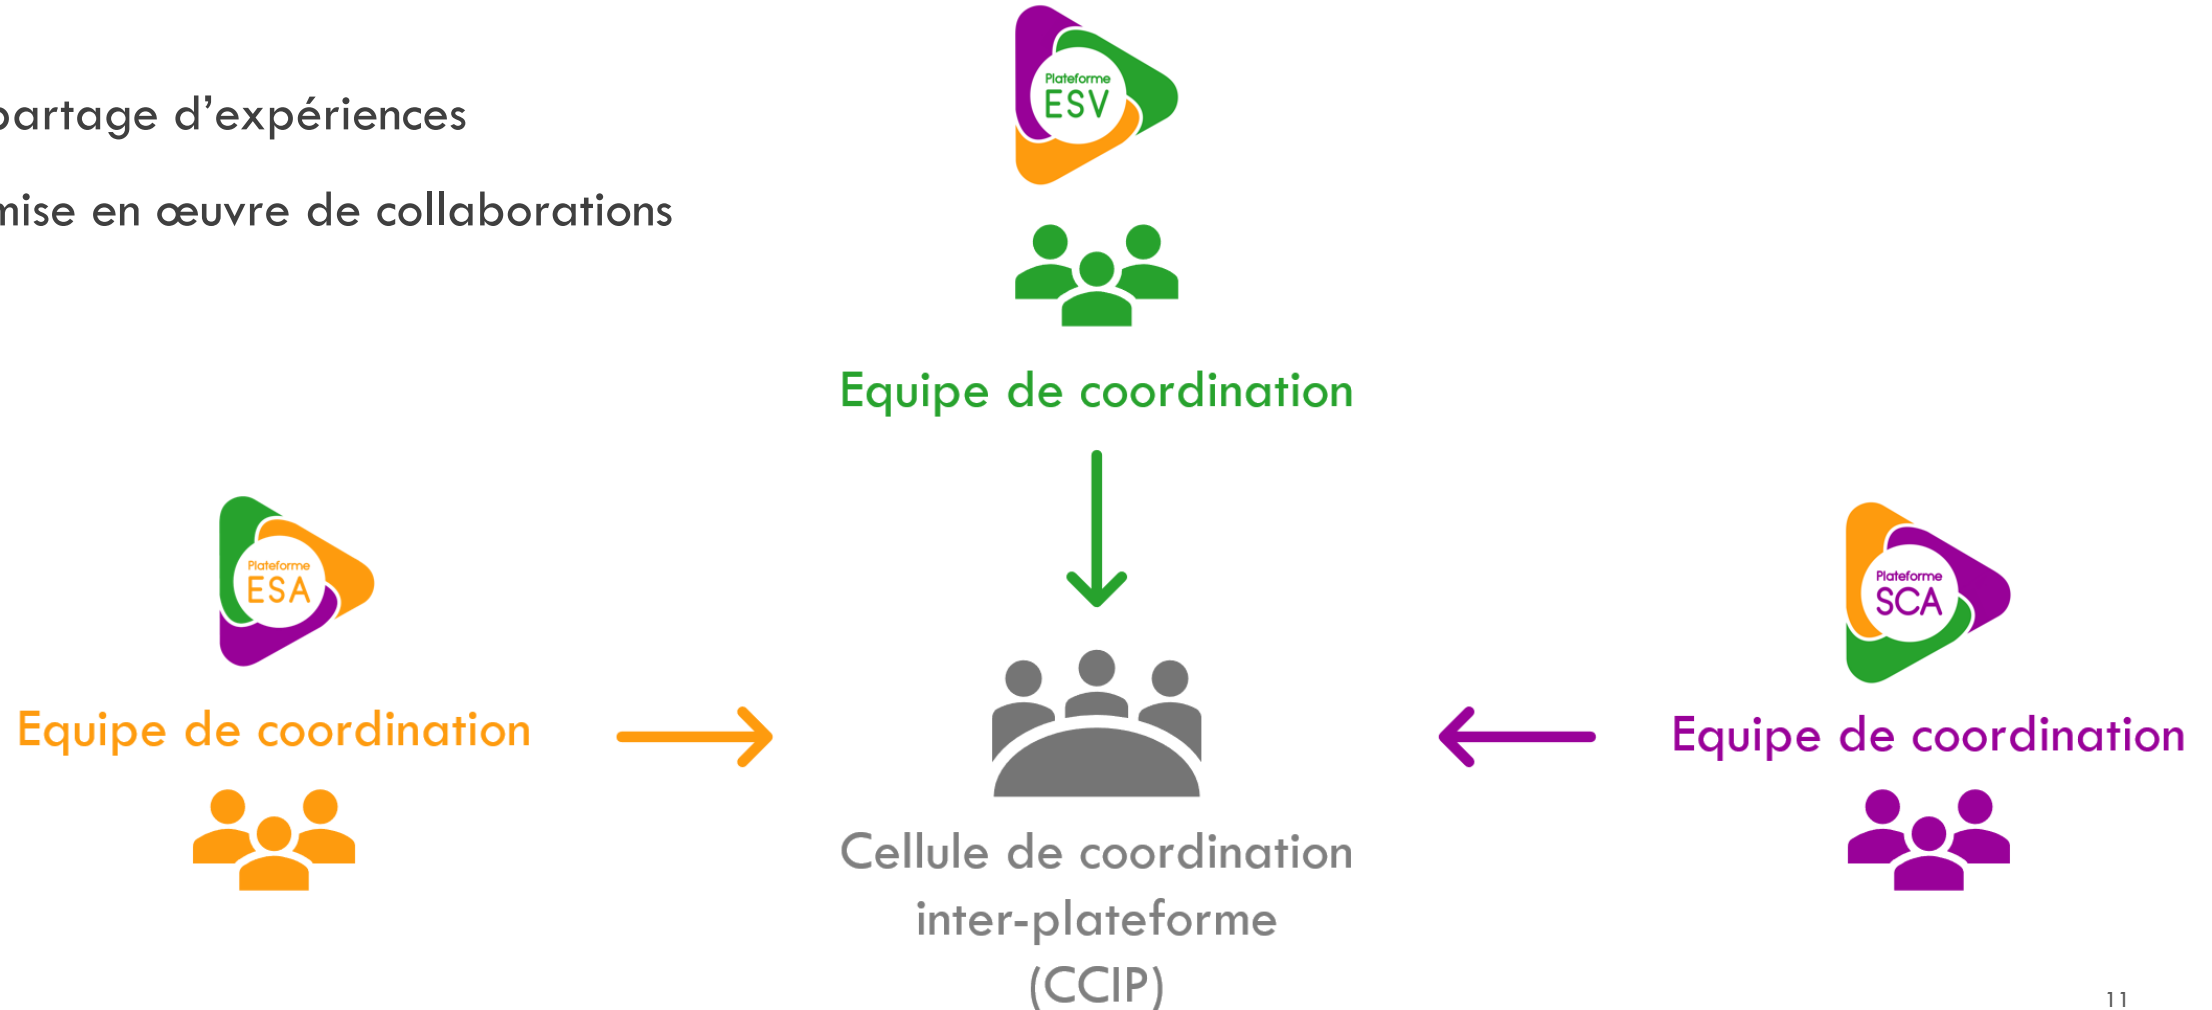 partage d’expériences
mise en œuvre de collaborations
Plateforme
ESV
Equipe de coordination
Plateforme
ESA
Equipe de coordination
Plateforme
SCA
Equipe de coordination
Cellule de coordination
inter-plateforme
(CCIP)
11